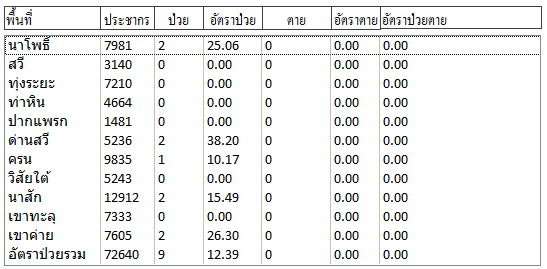 พื้นที่ ประชากร ป่วย อัตราป่วย ตาย อัตราตาย อัตราป่วยตาย
นาโพธิ์ 7981 2 25.06 0 0.00 0.00
สวี 3140 0 0.00 0 0.00 0.00
ทุ่งระยะ 7210 0 0.00 0 0.00 0.00
ท่าหิน 4664 0 0.00 0 0.00 0.00
ปากแพรก 1481 0 0.00 0 0.00 0.00
ด่านสวี 5236 2 38.20 0 0.00 0.00
ครน 9835 1 10.17 0 0.00 0.00
วิสัยใต้ 5243 0 0.00 0 0.00 0.00
นาสัก 12912 2 15.49 0 0.00 0.00
เขาทะลุ 7333 0 0.00 0 0.00 0.00
เขาค่าย 7605 2 26.30 0 0.00 0.00
อัตราป่วยรวม 72640 9 12.39 0 0.00 0.00